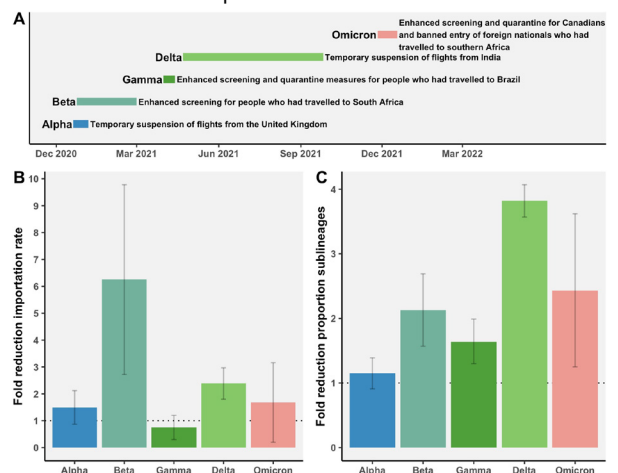 A
Enhanced screening and quarantine for Canadians
Omicron and banned entry of foreign nationals who had
travelled to southern Africa
Delta Temporary suspension of flights from India
Gamma Enhanced screening and quarantine measures for people who had travelled to Brazil
Beta Enhanced screening for people who had travelled to South Africa
Alpha Temporary suspension of flights from the United Kingdom
Dec 2020 Mar 2021 Jun 2021 Sep 2021 Dec 2021 Mar 2022
B
Fold reduction importation rate
10
9
8
7
6
5
4
3
2
1
0
Alpha Beta Gamma Delta Omicron
C
Fold reduction proportion sublineages
4
3
2
1
0
Alpha Beta Gamma Delta Omicron